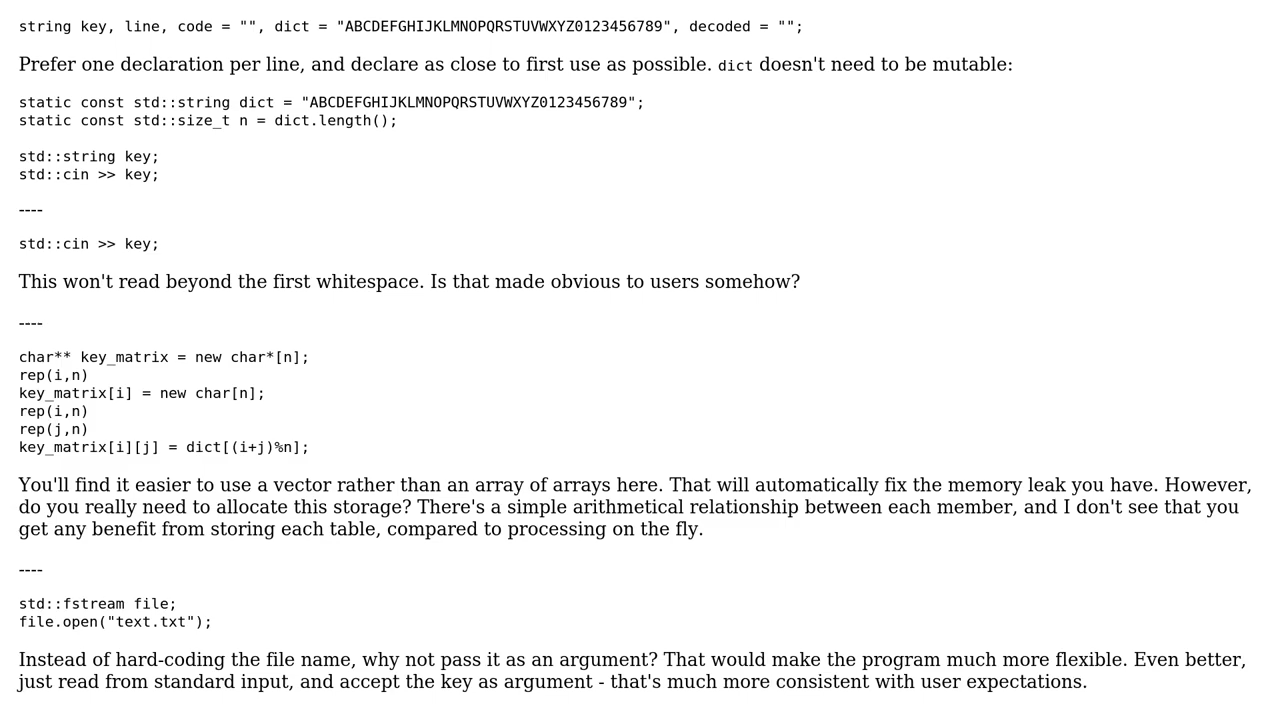 string key, line, code = "", dict = "ABCDEFGHIJKLMNOPQRSTUVWXYZ0123456789", decoded = "";
Prefer one declaration per line, and declare as close to first use as possible. dict doesn't need to be mutable:
static const std::string dict = "ABCDEFGHIJKLMNOPQRSTUVWXYZ0123456789";
static const std::size_t n = dict.length();
std::string key;
std::cin >> key;
----
std::cin >> key;
This won't read beyond the first whitespace. Is that made obvious to users somehow?
----
char** key_matrix = new char*[n];
rep(i,n)
key_matrix[i] = new char[n];
rep(i,n)
rep(j,n)
key_matrix[i][j] = dict[(i+j)%n];
You'll find it easier to use a vector rather than an array of arrays here. That will automatically fix the memory leak you have. However,
do you really need to allocate this storage? There's a simple arithmetical relationship between each member, and I don't see that you
get any benefit from storing each table, compared to processing on the fly.
----
std::fstream file;
file.open("text.txt");
Instead of hard-coding the file name, why not pass it as an argument? That would make the program much more flexible. Even better,
just read from standard input, and accept the key as argument - that's much more consistent with user expectations.